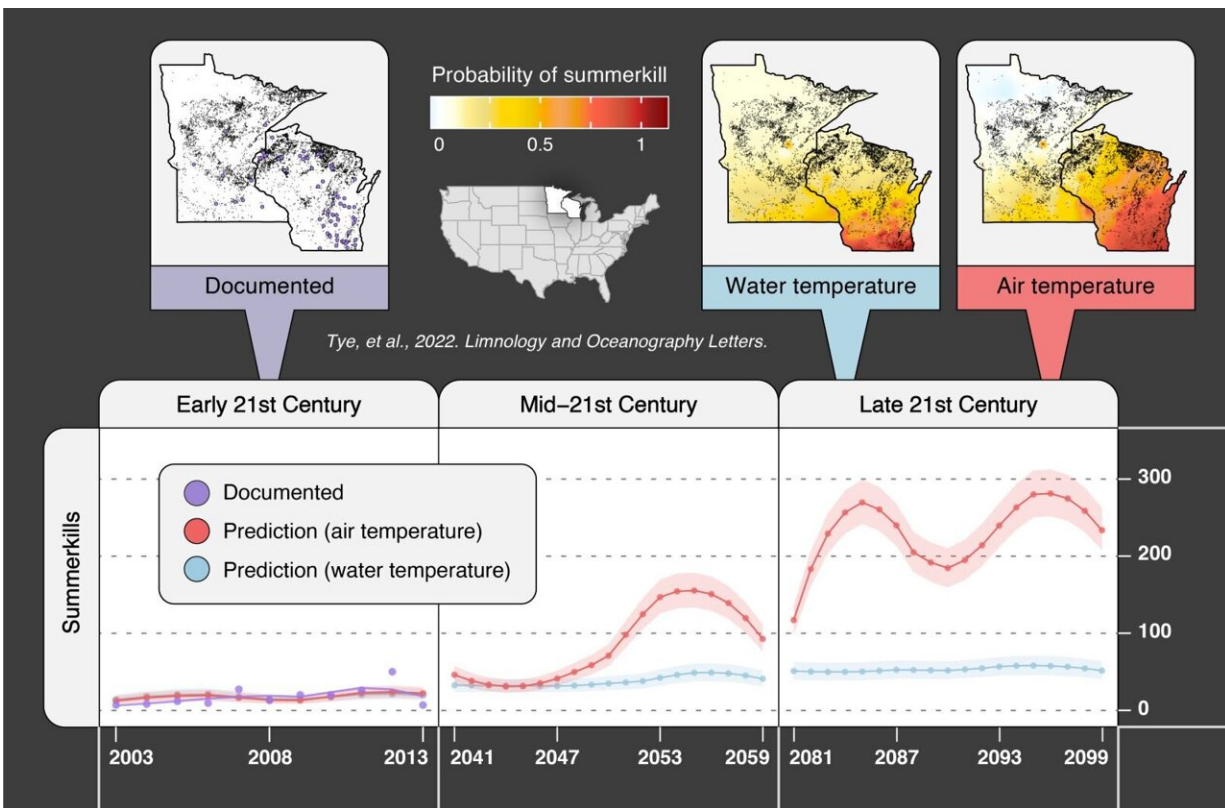 Probability of summerkill
0
0.5
1
Documented
Water temperature
Air temperature
Tye, et al., 2022. Limnology and Oceanography Letters.
Early 21st Century
Mid–21st Century
Late 21st Century
Summerkills
Documented
Prediction (air temperature)
Prediction (water temperature)
300
200
100
0
2003
2008
2013
2041
2047
2053
2059
2081
2087
2093
2099